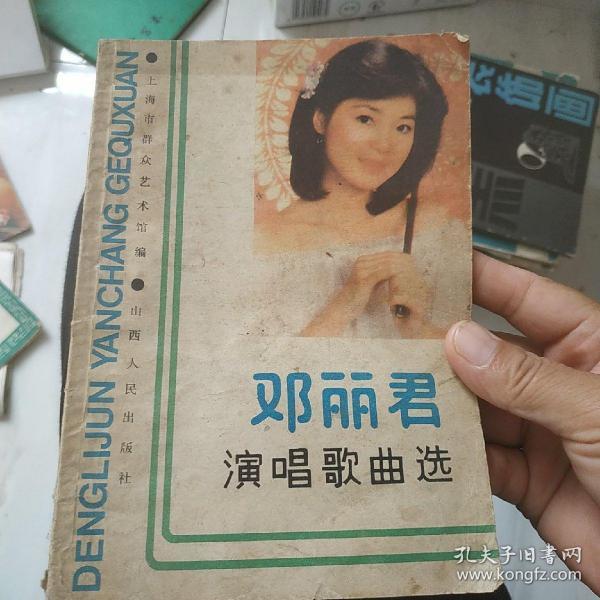 DENGLIJUN YANCHANG GEQUXUAN
●上海市群众艺术馆编●山西人民出版社
邓丽君
演唱歌曲选
孔夫子旧书网
www.kongfz.com